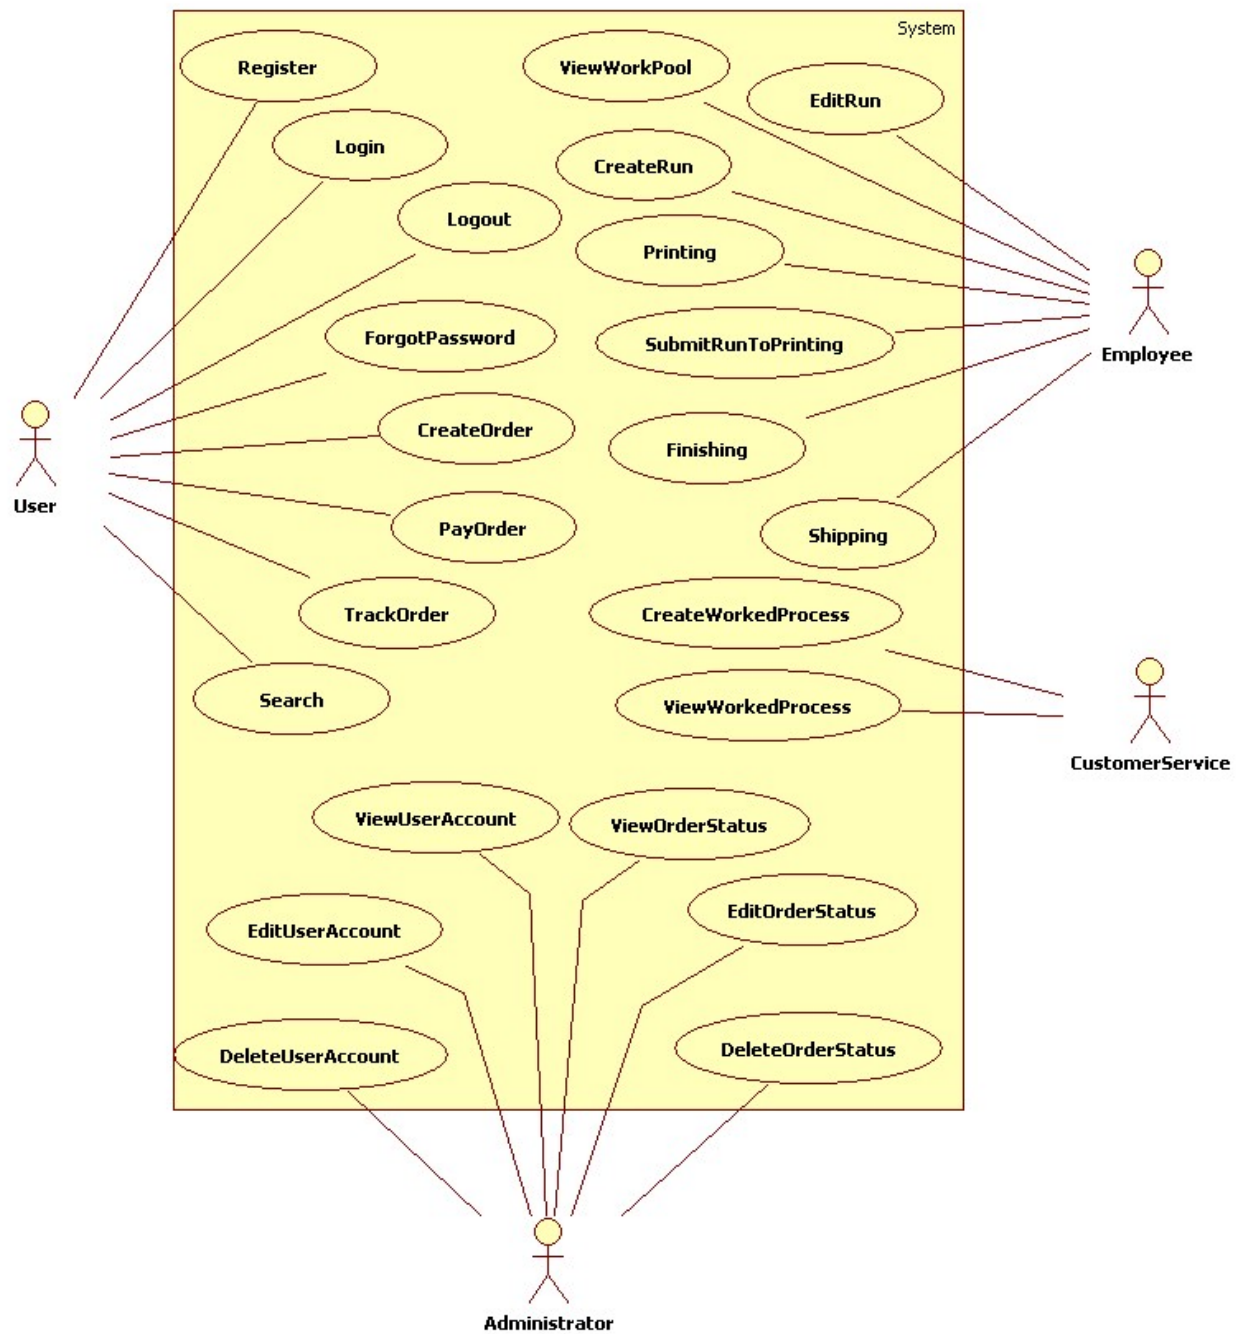 System
Register
ViewWorkPool
EditRun
Login
CreateRun
Logout
Printing
ForgotPassword
SubmitRunToPrinting
Employee
CreateOrder
Finishing
User
PayOrder
Shipping
TrackOrder
CreateWorkedProcess
Search
ViewWorkedProcess
CustomerService
ViewUserAccount
ViewOrderStatus
EditUserAccount
EditOrderStatus
DeleteUserAccount
DeleteOrderStatus
Administrator